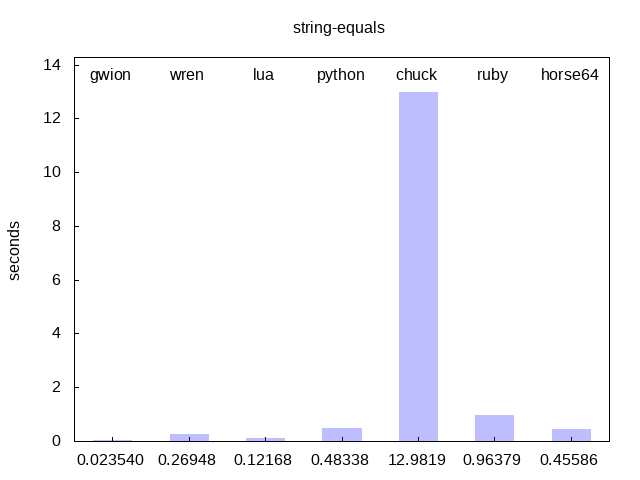 string-equals
14
gwion wren lua python chuck ruby horse64
12
10
8
6
4
2
0
seconds
0.023540 0.26948 0.12168 0.48338 12.9819 0.96379 0.45586